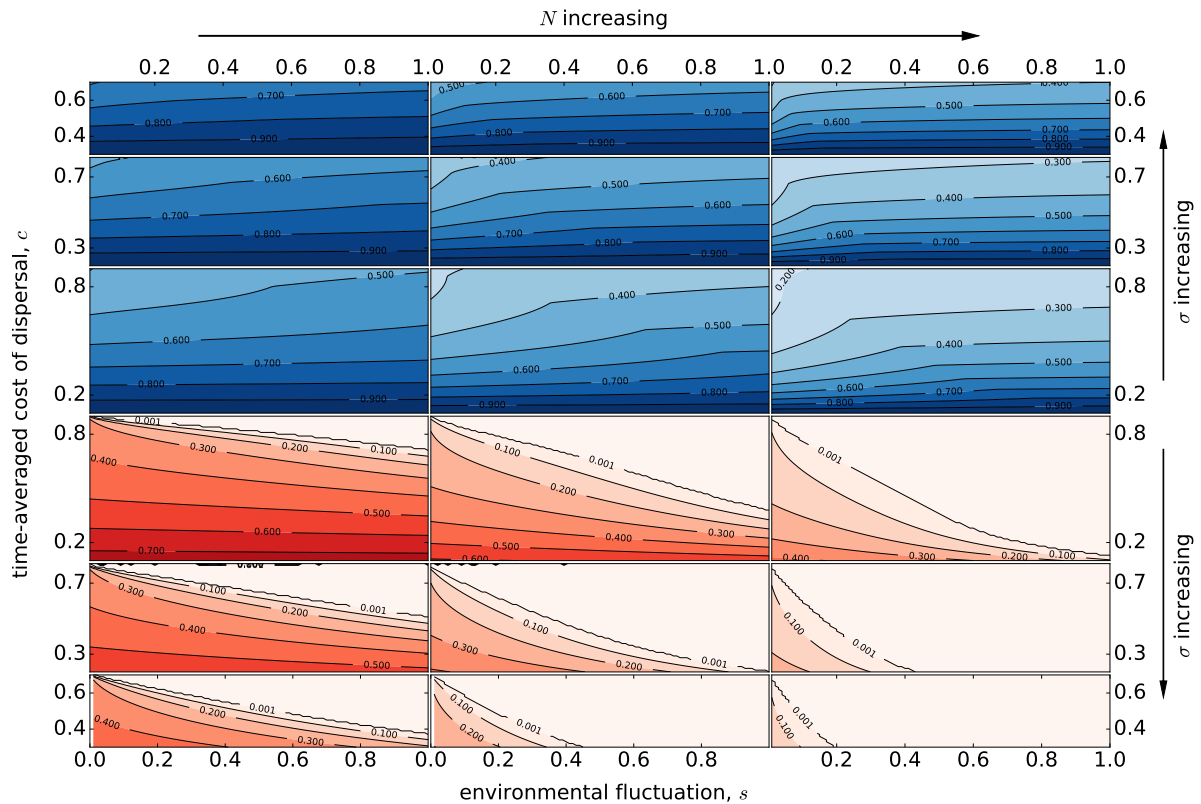 N increasing
0.2 0.4 0.6 0.8 1.0 0.2 0.4 0.6 0.8 1.0 0.2 0.4 0.6 0.8 1.0
0.6 0.700 0.500 0.600 0.400 0.500 0.6
0.4 0.800 0.900 0.700 0.800 0.900 0.600 0.700 0.800 0.900 0.4
0.7 0.600 0.400 0.500 0.300 0.400 0.7
0.700 0.600 0.700 0.500 0.600
0.3 0.800 0.900 0.800 0.900 0.700 0.800 0.900 0.3
0.8 0.500 0.400 0.200 0.300 0.8
0.600 0.700 0.500 0.600 0.400 0.500
0.2 0.800 0.900 0.700 0.800 0.900 0.600 0.700 0.800 0.900 0.2
σ increasing
time-averaged cost of dispersal, c
0.8 0.001 0.100 0.200 0.300 0.400 0.001 0.100 0.200 0.001 0.8
0.500 0.600 0.300 0.400
0.2 0.700 0.500 0.600 0.100 0.200 0.300 0.400 0.2
0.7 0.300 0.100 0.200 0.001 0.100 0.100 0.7
0.3 0.400 0.500 0.300 0.200 0.001 0.001 0.3
σ increasing
0.6 0.001 0.200 0.100 0.100 0.001 0.001 0.6
0.4 0.400 0.300 0.200 0.100 0.4
0.0 0.2 0.4 0.6 0.8 0.0 0.2 0.4 0.6 0.8 0.0 0.2 0.4 0.6 0.8 1.0
environmental fluctuation, s